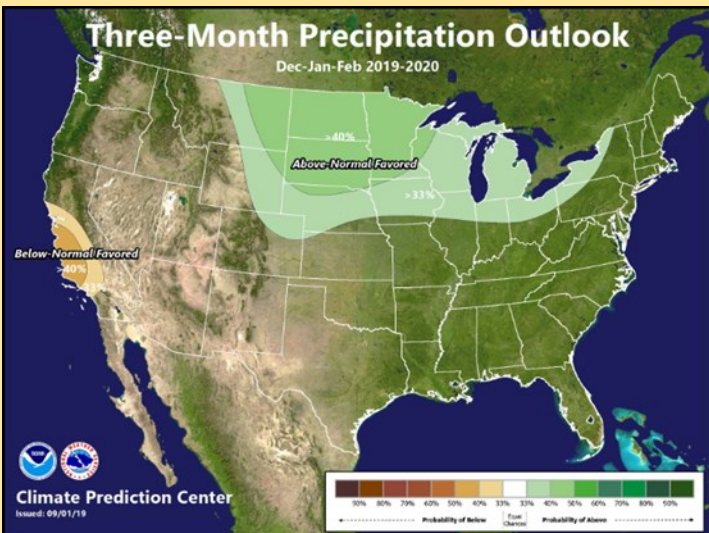 Three-Month Precipitation Outlook
Dec-Jan-Feb 2019-2020
>40%
Above-Normal Favored
>33%
Below-Normal Favored
>40%
>33%
Climate Prediction Center
Issued: 09/01/19
90% 80% 70% 60% 50% 40% 33% 33% 40% 50% 60% 70% 80% 90%
Probability of Below Equal Chances Probability of Above